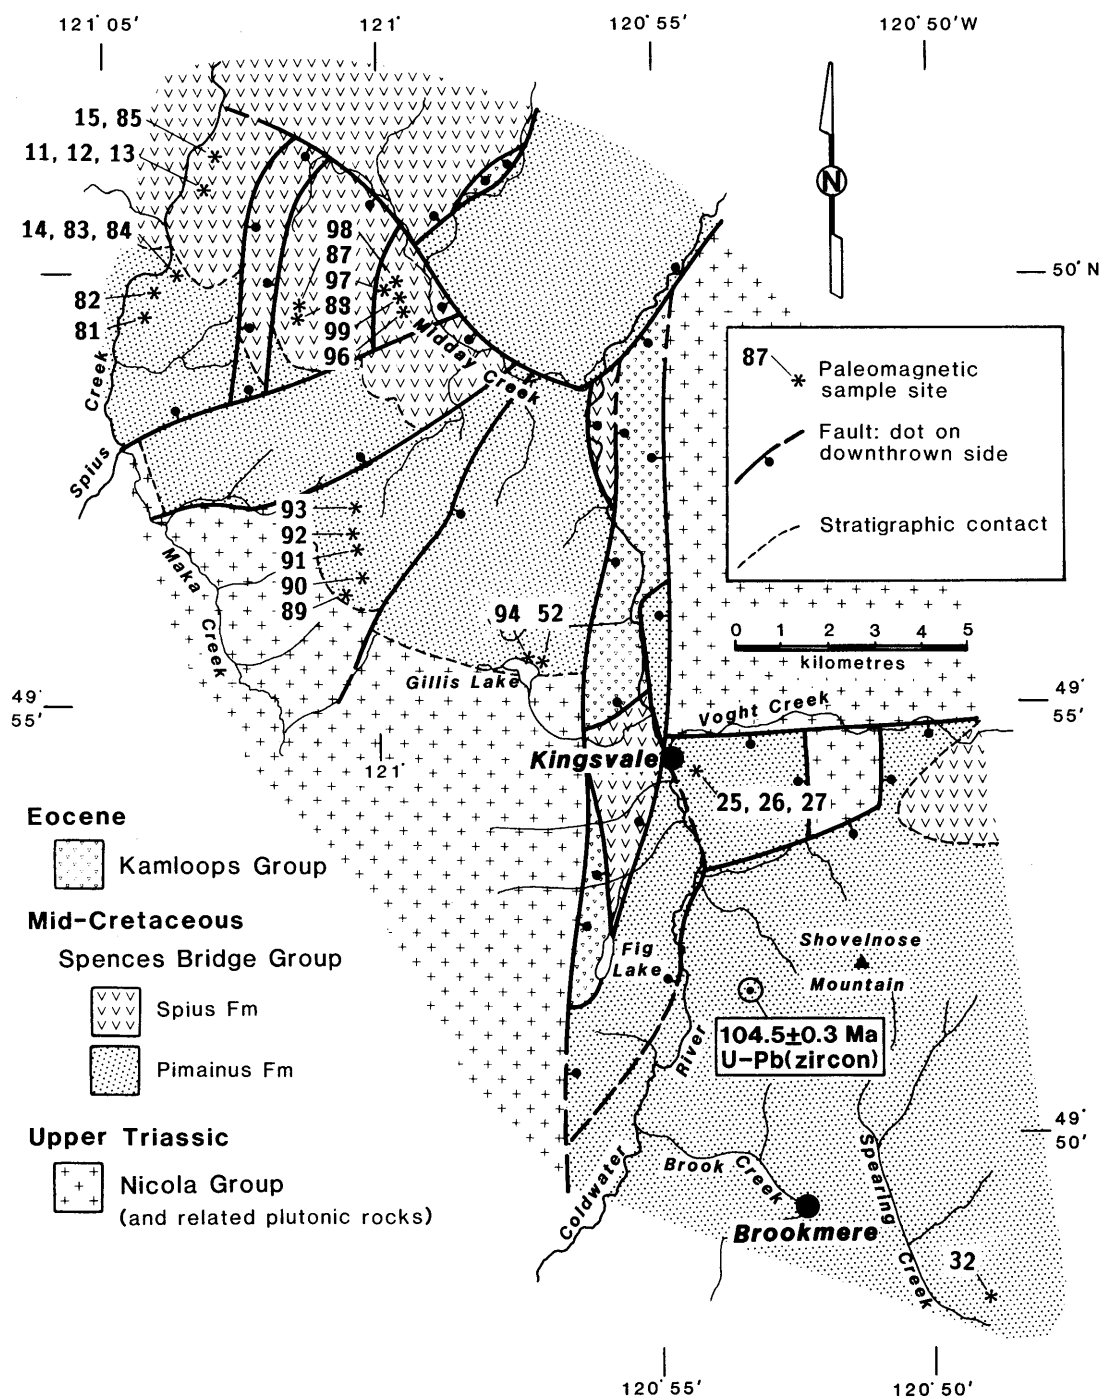 121° 05'
121°
120° 55'
120° 50'W
15, 85
11, 12, 13
14, 83, 84
82
81
98
87
97
88
99
96
N
50° N
Midday Creek
Spius Creek
87
Paleomagnetic
sample site
Fault: dot on
downthrown side
Stratigraphic contact
93
92
91
90
89
Maka Creek
94 52
0 1 2 3 4 5
kilometres
Gillis Lake
49°
55'
49°
55'
Voght Creek
Kingsvale
121°
25, 26, 27
Eocene
Kamloops Group
Mid-Cretaceous
Spences Bridge Group
Spius Fm
Pimainus Fm
Upper Triassic
Nicola Group
(and related plutonic rocks)
Fig
Lake
Shovelnose
Mountain
104.5±0.3 Ma
U-Pb(zircon)
Coldwater River
49°
50'
Brook Creek
Spearing Creek
Brookmere
32
120° 55'
120° 50'